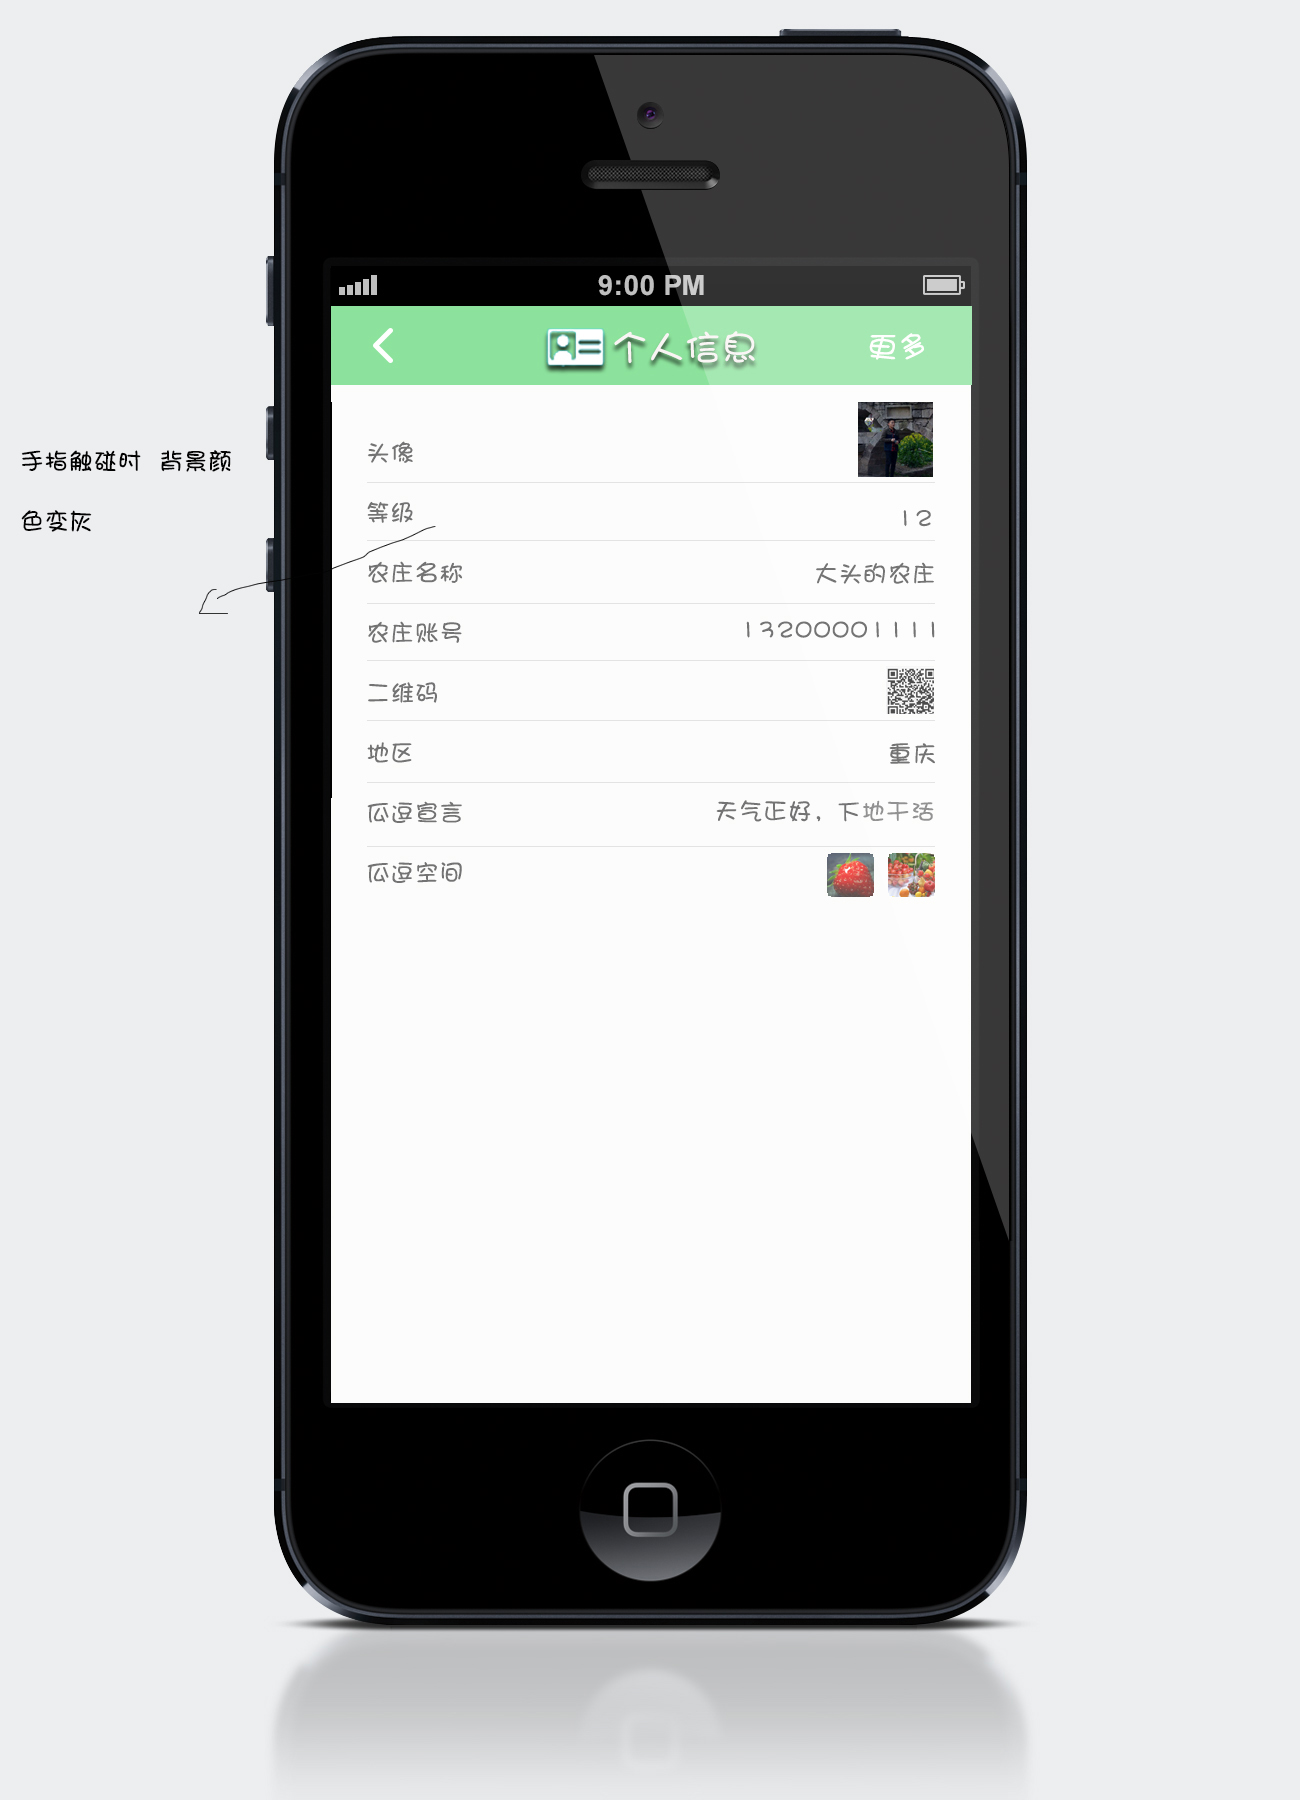 9:00 PM
个人信息 更多
头像
手指触碰时 背景颜
色变灰
等级 12
农庄名称 大头的农庄
农庄账号 13200001111
二维码
地区 重庆
瓜逗宣言 天气正好，下地干活
瓜逗空间